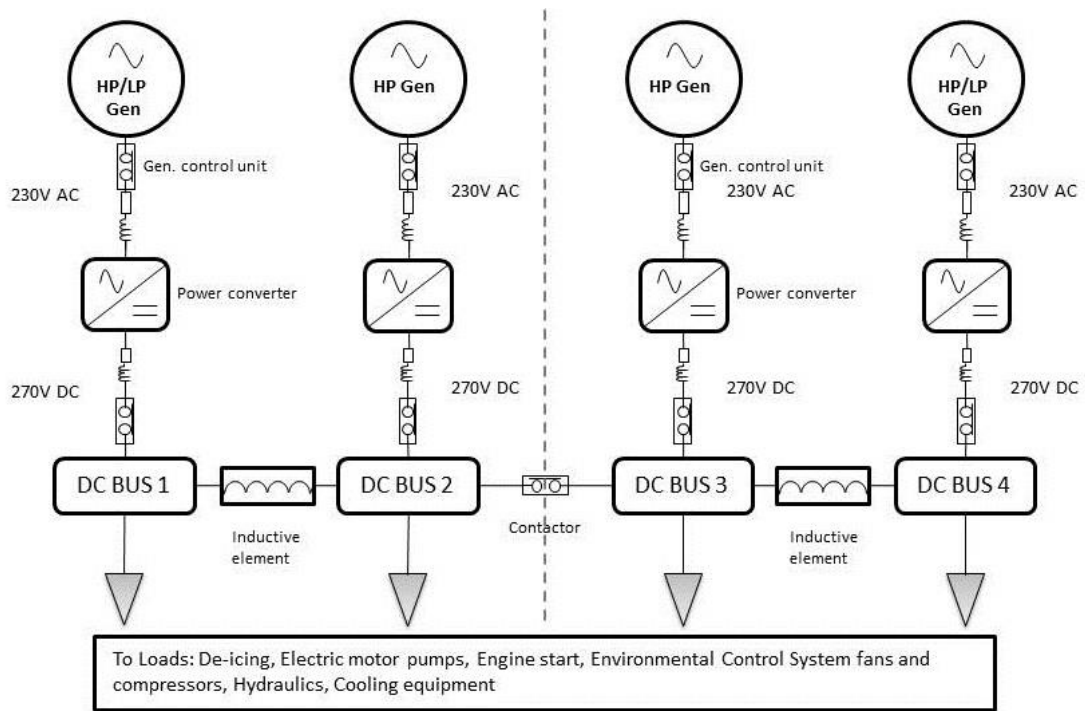 HP/LP
Gen
HP Gen
HP Gen
HP/LP
Gen
Gen. control unit
Gen. control unit
230V AC
230V AC
230V AC
230V AC
Power converter
Power converter
270V DC
270V DC
270V DC
270V DC
DC BUS 1
DC BUS 2
DC BUS 3
DC BUS 4
Inductive
element
Contactor
Inductive
element
To Loads: De-icing, Electric motor pumps, Engine start, Environmental Control System fans and
compressors, Hydraulics, Cooling equipment